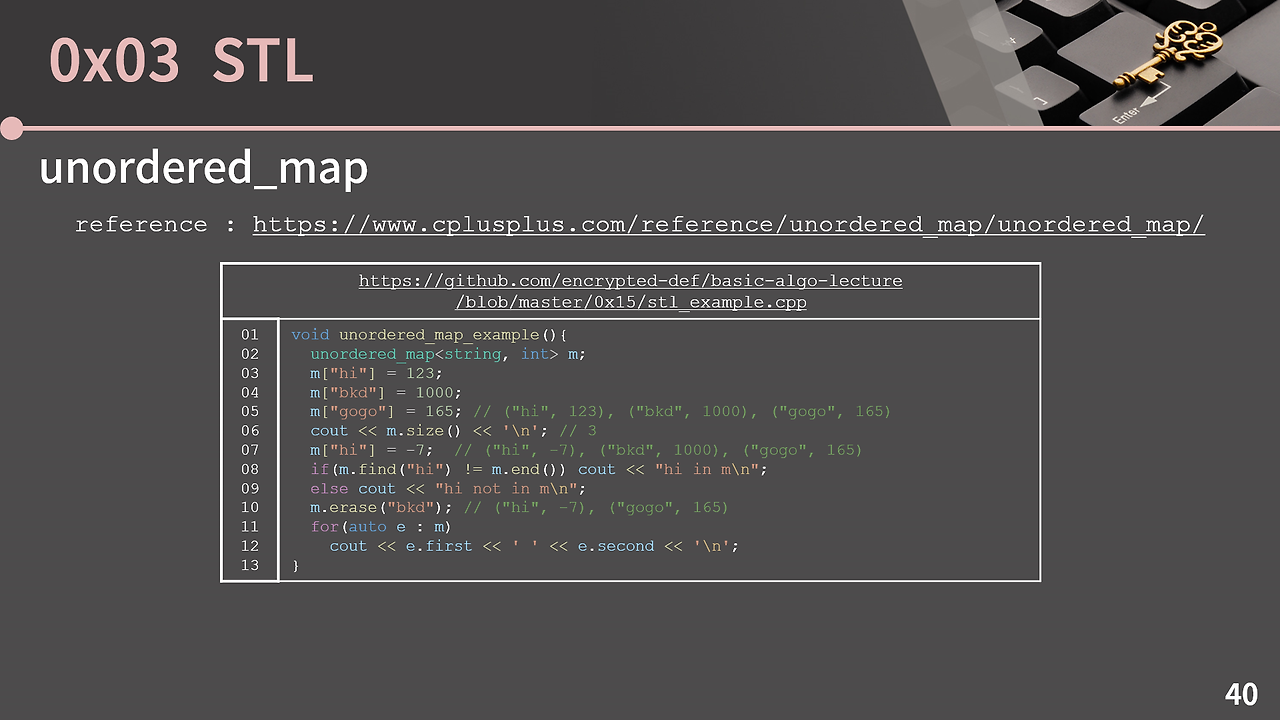 0x03 STL
Enter
unordered_map
reference : https://www.cplusplus.com/reference/unordered_map/unordered_map/
https://github.com/encrypted-def/basic-algo-lecture
/blob/master/0x15/stl_example.cpp
01 void unordered_map_example(){
02   unordered_map<string, int> m;
03   m["hi"] = 123;
04   m["bkd"] = 1000;
05   m["gogo"] = 165; // ("hi", 123), ("bkd", 1000), ("gogo", 165)
06   cout << m.size() << '\n'; // 3
07   m["hi"] = -7;  // ("hi", -7), ("bkd", 1000), ("gogo", 165)
08   if(m.find("hi") != m.end()) cout << "hi in m\n";
09   else cout << "hi not in m\n";
10   m.erase("bkd"); // ("hi", -7), ("gogo", 165)
11   for(auto e : m)
12     cout << e.first << ' ' << e.second << '\n';
13 }
40